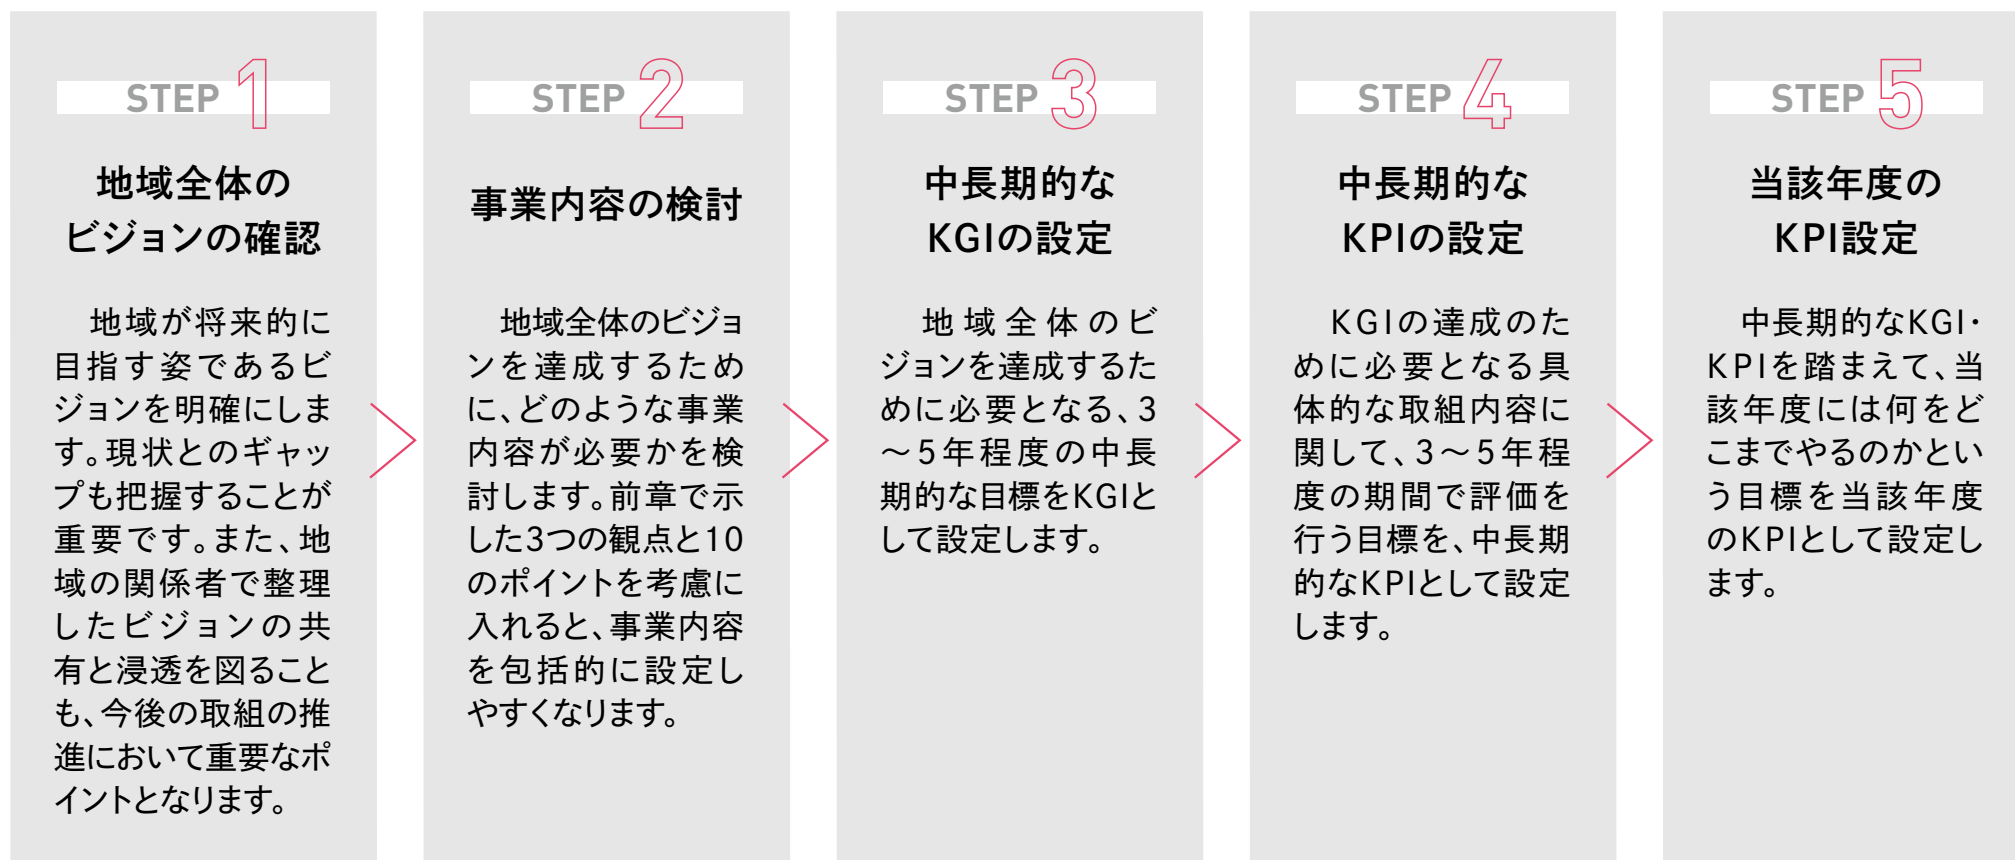 STEP 1
地域全体の
ビジョンの確認
地域が将来的に
目指す姿であるビ
ジョンを明確にしま
す。現状とのギャッ
プも把握することが
重要です。また、地
域の関係者で整理
したビジョンの共
有と浸透を図ること
も、今後の取組の推
進において重要なポ
イントとなります。
STEP 2
事業内容の検討
地域全体のビジョ
ンを達成するため
に、どのような事業
内容が必要かを検
討します。前章で示
した3つの観点と10
のポイントを考慮に
入れると、事業内容
を包括的に設定し
やすくなります。
STEP 3
中長期的な
KGIの設定
地域全体のビ
ジョンを達成するた
めに必要となる、3
〜5年程度の中長
期的な目標をKGIと
して設定します。
STEP 4
中長期的な
KPIの設定
KGIの達成のた
めに必要となる具
体的な取組内容に
関して、3〜5年程
度の期間で評価を
行う目標を、中長期
的なKPIとして設定
します。
STEP 5
当該年度の
KPI設定
中長期的なKGI・
KPIを踏まえて、当
該年度には何をど
こまでやるのかとい
う目標を当該年度
のKPIとして設定し
ます。